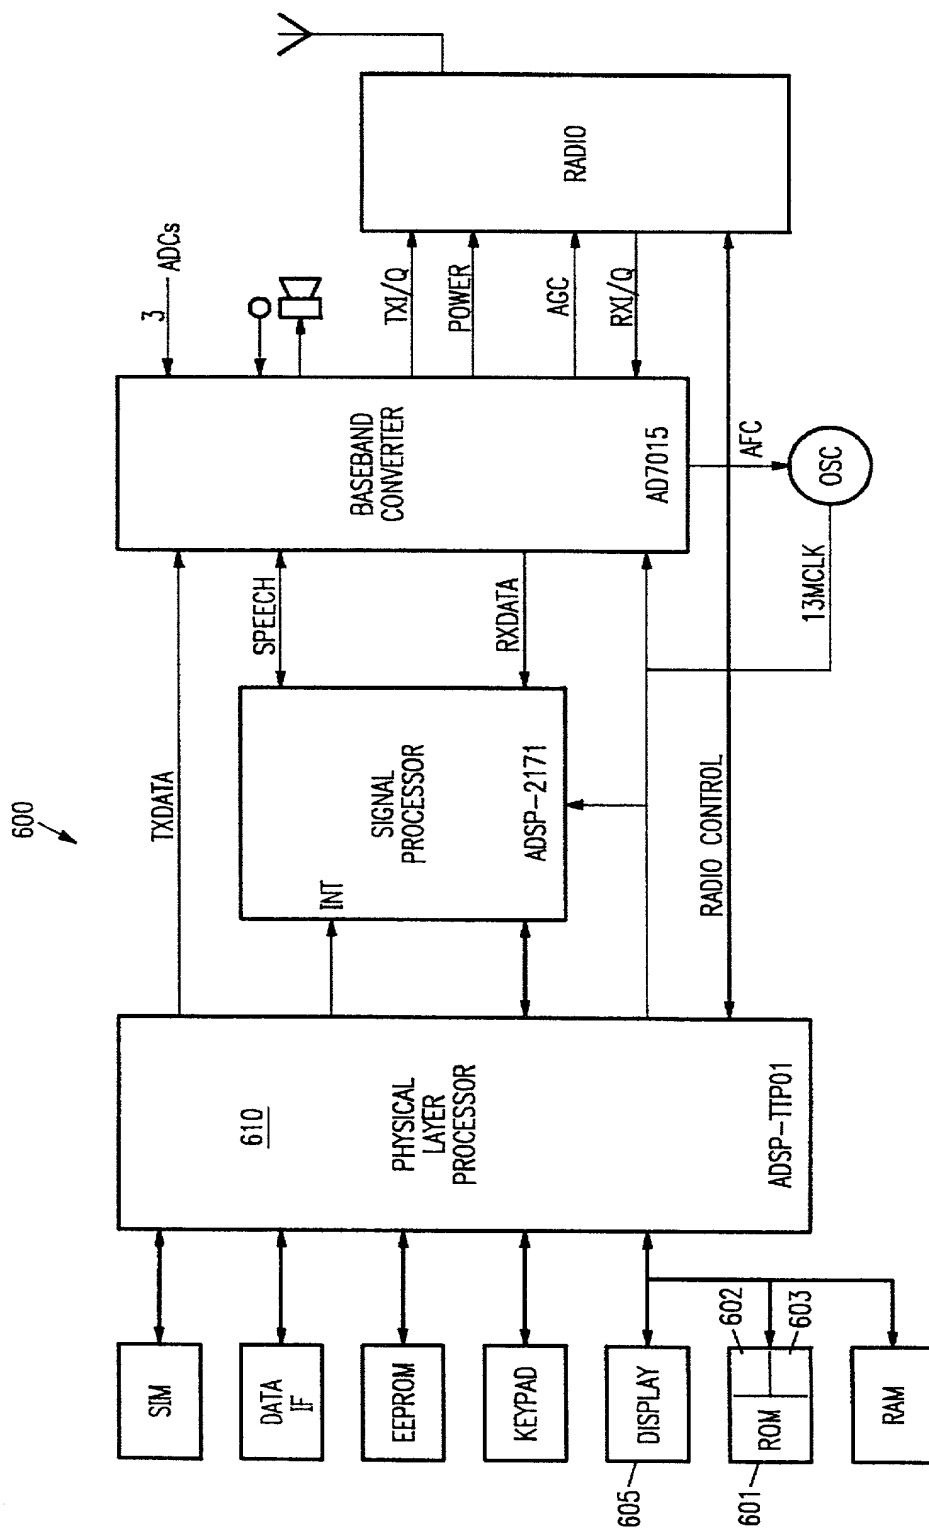 600
SIM
DATA
IF
EEPROM
KEYPAD
DISPLAY
605
ROM
601
602
603
RAM
610
PHYSICAL
LAYER
PROCESSOR
ADSP-TTP01
TXDATA
INT
SIGNAL
PROCESSOR
ADSP-2171
SPEECH
RXDATA
RADIO CONTROL
13MCLK
BASEBAND
CONVERTER
AD7015
AFC
OSC
3
ADCs
TXI/Q
POWER
AGC
RXI/Q
RADIO